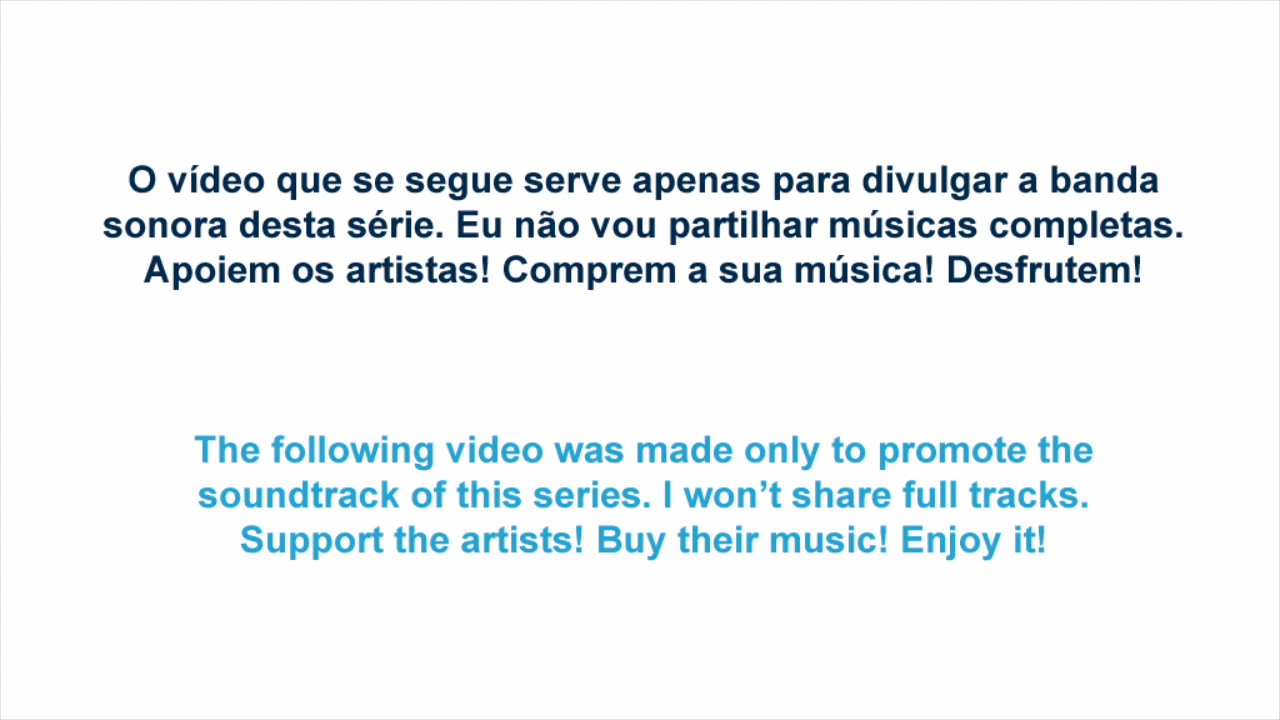 O vídeo que se segue serve apenas para divulgar a banda
sonora desta série. Eu não vou partilhar músicas completas.
Apoiem os artistas! Comprem a sua música! Desfrutem!
The following video was made only to promote the
soundtrack of this series. I won’t share full tracks.
Support the artists! Buy their music! Enjoy it!